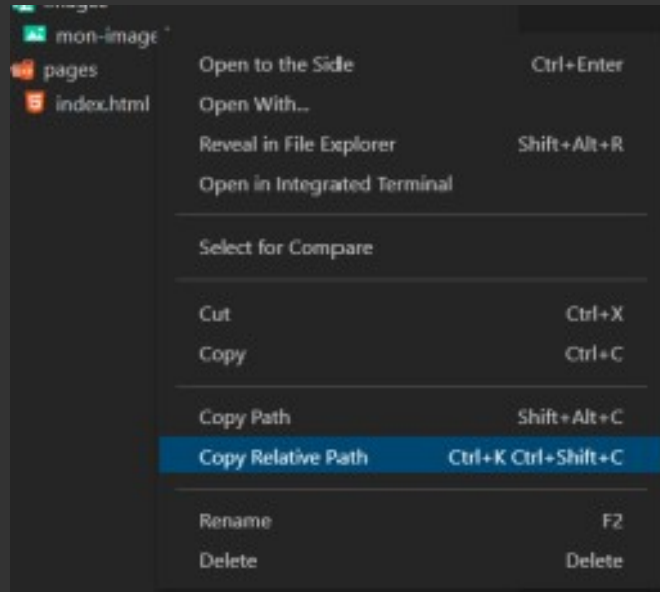 images
mon-image
pages
index.html
Open to the Side Ctrl+Enter
Open With...
Reveal in File Explorer Shift+Alt+R
Open in Integrated Terminal
Select for Compare
Cut Ctrl+X
Copy Ctrl+C
Copy Path Shift+Alt+C
Copy Relative Path Ctrl+K Ctrl+Shift+C
Rename F2
Delete Delete